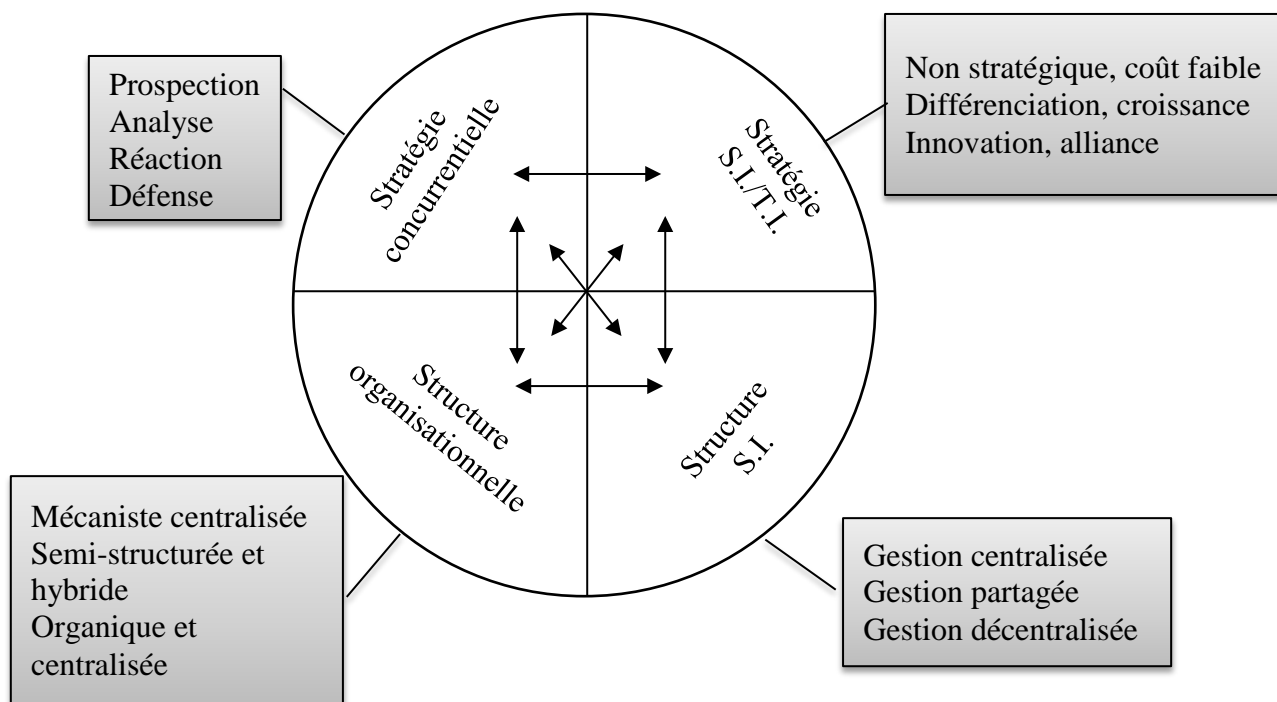 Prospection
Analyse
Réaction
Défense
Stratégie
concurrentielle
Stratégie
S.I./T.I.
Non stratégique, coût faible
Différenciation, croissance
Innovation, alliance
Structure
organisationnelle
Structure
S.I.
Mécaniste centralisée
Semi-structurée et
hybride
Organique et
centralisée
Gestion centralisée
Gestion partagée
Gestion décentralisée